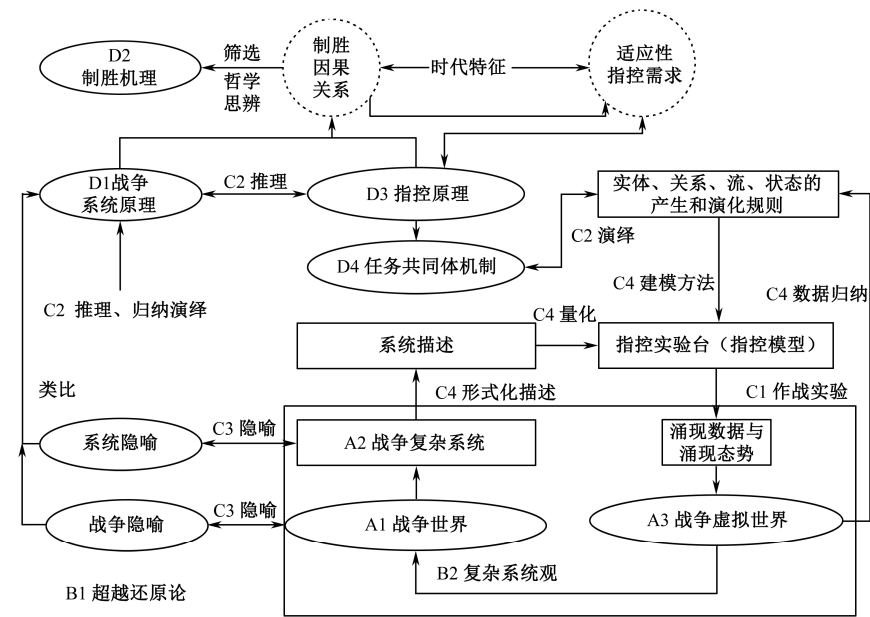 D2
制胜机理
筛选
哲学
思辨
制胜
因果
关系
时代特征
适应性
指控需求
D1战争
系统原理
C2 推理
D3 指控原理
实体、关系、流、状态的
产生和演化规则
C2 演绎
D4 任务共同体机制
C4 建模方法
C4 数据归纳
C2 推理、归纳演绎
C4 量化
系统描述
指控实验台（指控模型）
类比
C4 形式化描述
C1 作战实验
系统隐喻
C3 隐喻
A2 战争复杂系统
涌现数据与
涌现态势
战争隐喻
C3 隐喻
A1 战争世界
A3 战争虚拟世界
B2 复杂系统观
B1 超越还原论